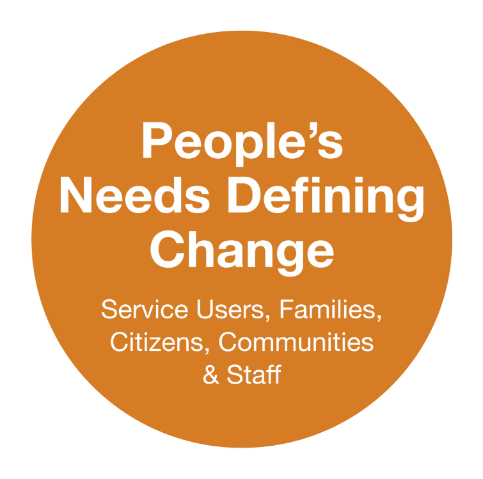 People’s
Needs Defining
Change
Service Users, Families,
Citizens, Communities
& Staff